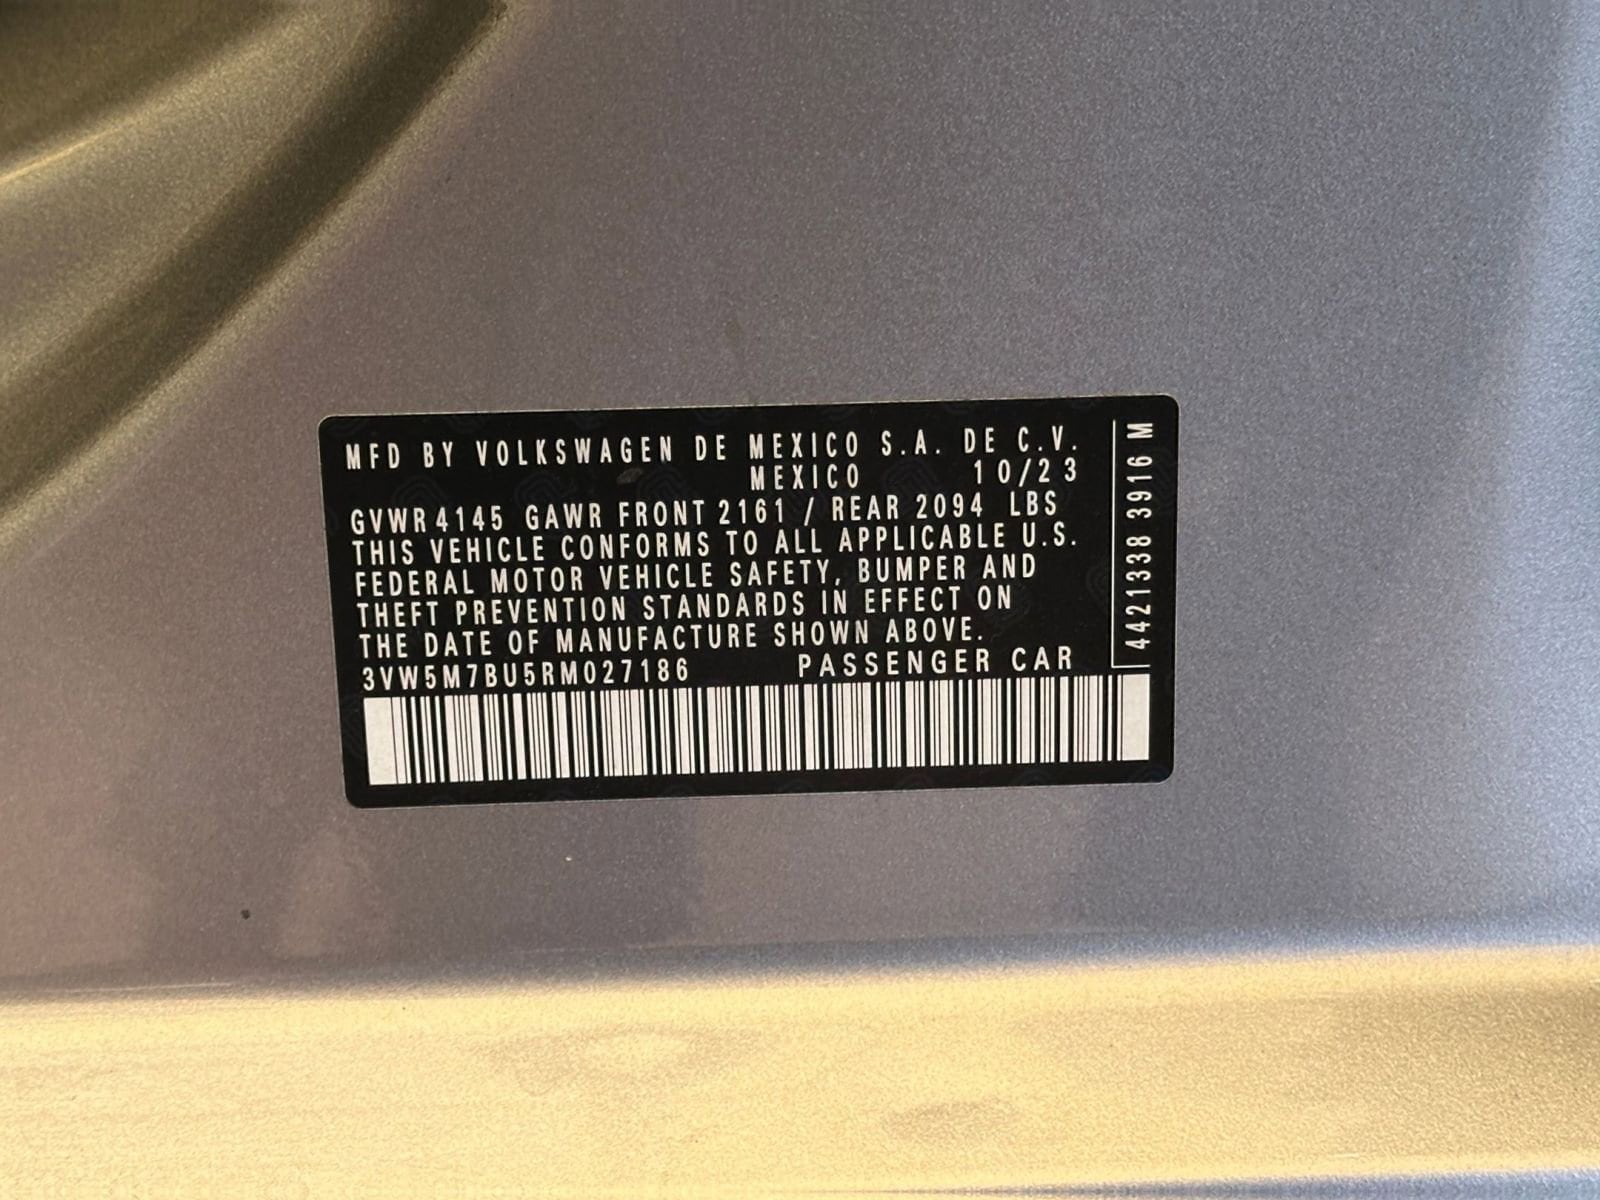 MFD BY VOLKSWAGEN DE MEXICO S.A. DE C.V.
MEXICO 10/23
GVWR 4145 GAWR FRONT 2161 / REAR 2094 LBS
THIS VEHICLE CONFORMS TO ALL APPLICABLE U.S.
FEDERAL MOTOR VEHICLE SAFETY, BUMPER AND
THEFT PREVENTION STANDARDS IN EFFECT ON
THE DATE OF MANUFACTURE SHOWN ABOVE.
3VW5M7BU5RM027186 PASSENGER CAR
4421338 3916 M